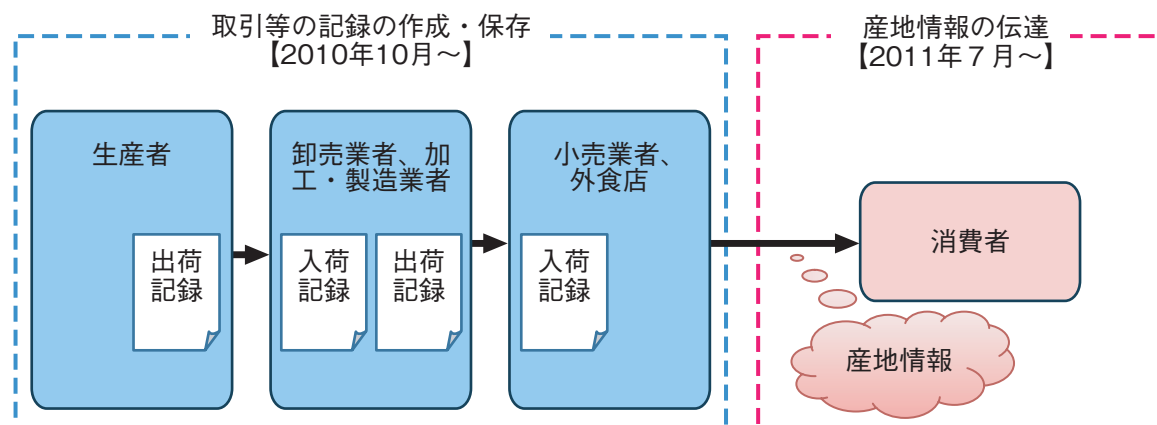 取引等の記録の作成・保存
【2010年10月～】
産地情報の伝達
【2011年７月～】
生産者
出荷
記録
卸売業者、加
工・製造業者
入荷
記録
出荷
記録
小売業者、
外食店
入荷
記録
消費者
産地情報